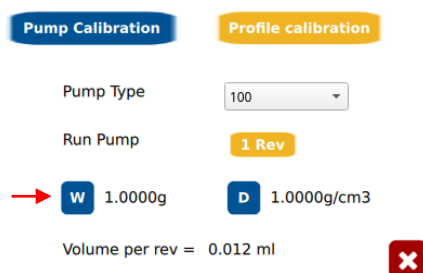 Pump Calibration Profile calibration
Pump Type 100
Run Pump 1 Rev
W 1.0000g D 1.0000g/cm3
Volume per rev = 0.012 ml